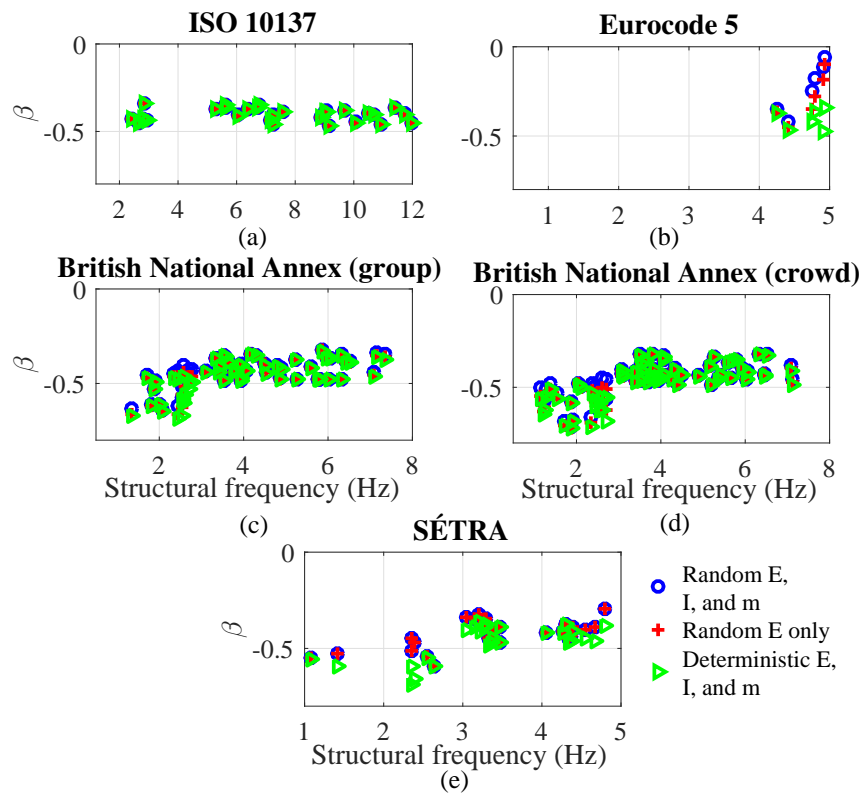 ISO 10137
0
-0.5
β
2 4 6 8 10 12
(a)
Eurocode 5
0
-0.5
1 2 3 4 5
(b)
British National Annex (group)
0
-0.5
β
2 4 6 8
Structural frequency (Hz)
(c)
British National Annex (crowd)
0
-0.5
2 4 6 8
Structural frequency (Hz)
(d)
SÉTRA
0
-0.5
β
1 2 3 4 5
Structural frequency (Hz)
(e)
Random E,
I, and m
Random E only
Deterministic E,
I, and m